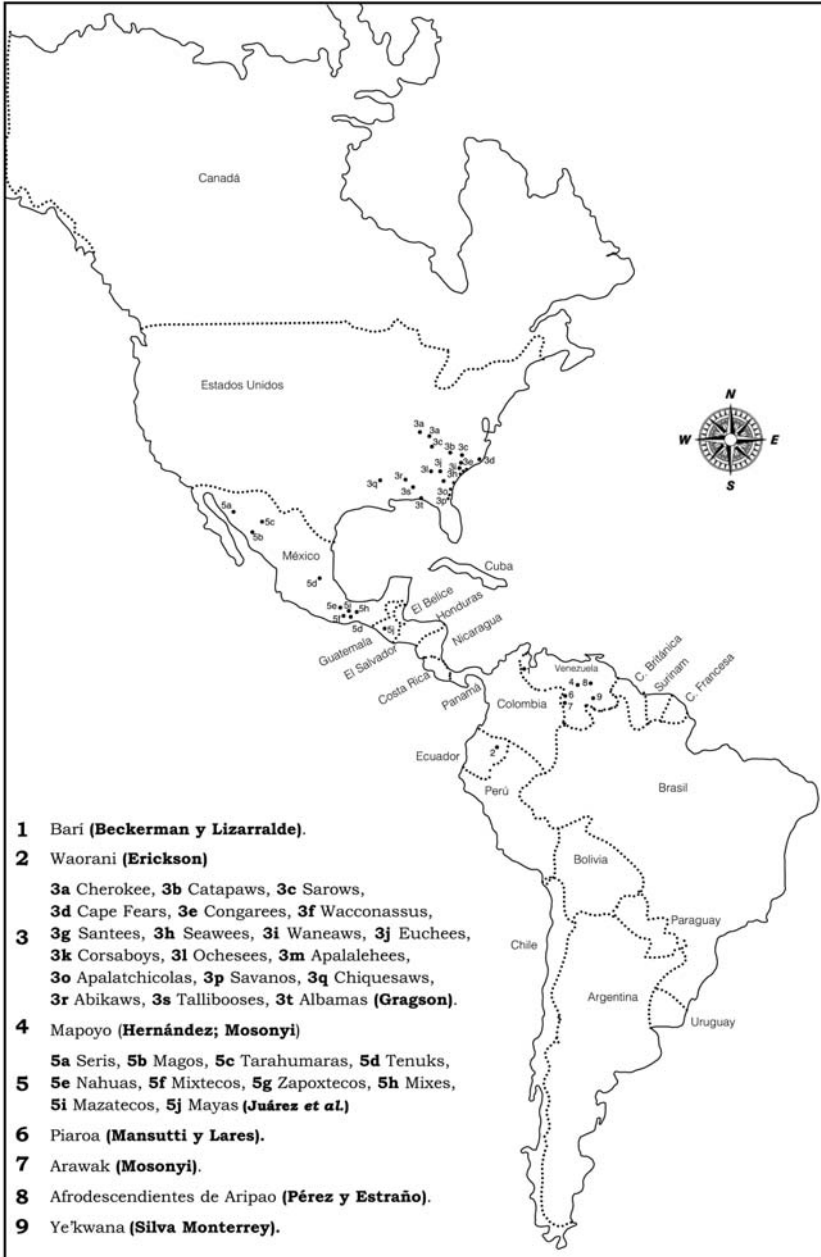 Canadá
Estados Unidos
N
W E
S
3a
3a
3c
3b
3c
3d
3e
3l
3j
3i
3h
3r
3q
3s
3o
3p
3t
5a
5c
5b
México
5d
Cuba
5e
5i
5h
5f
5d
5j
El Belice
Honduras
Nicaragua
Guatemala
El Salvador
Costa Rica
Panamá
Venezuela
4
8
6
9
7
C. Británica
Surinam
C. Francesa
Colombia
Ecuador
2
Perú
Brasil
Bolivia
Paraguay
Chile
Argentina
Uruguay
1 Barí (Beckerman y Lizarralde).
2 Waorani (Erickson)
3a Cherokee, 3b Catapaws, 3c Sarows,
3d Cape Fears, 3e Congarees, 3f Wacconassus,
3 3g Santees, 3h Seawees, 3i Waneaws, 3j Euchees,
3k Corsaboys, 3l Ochesees, 3m Apalalehees,
3o Apalatchicolas, 3p Savanos, 3q Chiquesaws,
3r Abikaws, 3s Tallibooses, 3t Albamas (Gragson).
4 Mapoyo (Hernández; Mosonyi)
5a Seris, 5b Magos, 5c Tarahumaras, 5d Tenuks,
5 5e Nahuas, 5f Mixtecos, 5g Zapoxtecos, 5h Mixes,
5i Mazatecos, 5j Mayas (Juárez et al.)
6 Piaroa (Mansutti y Lares).
7 Arawak (Mosonyi).
8 Afrodescendientes de Aripao (Pérez y Estraño).
9 Ye'kwana (Silva Monterrey).